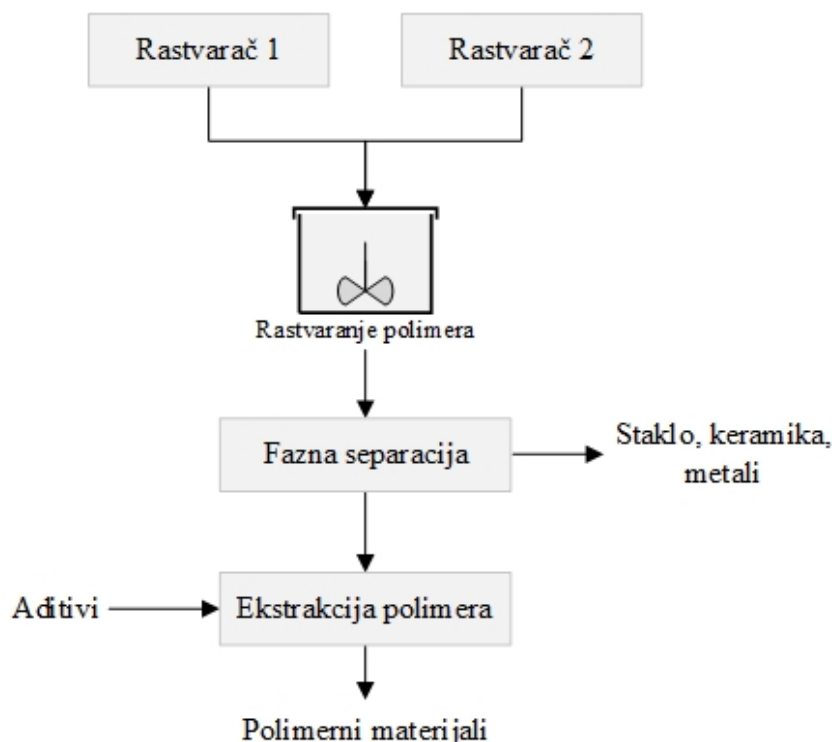 Rastvarač 1
Rastvarač 2
Rastvaranje polimera
Fazna separacija
Staklo, keramika,
metali
Aditivi
Ekstrakcija polimera
Polimerni materijali